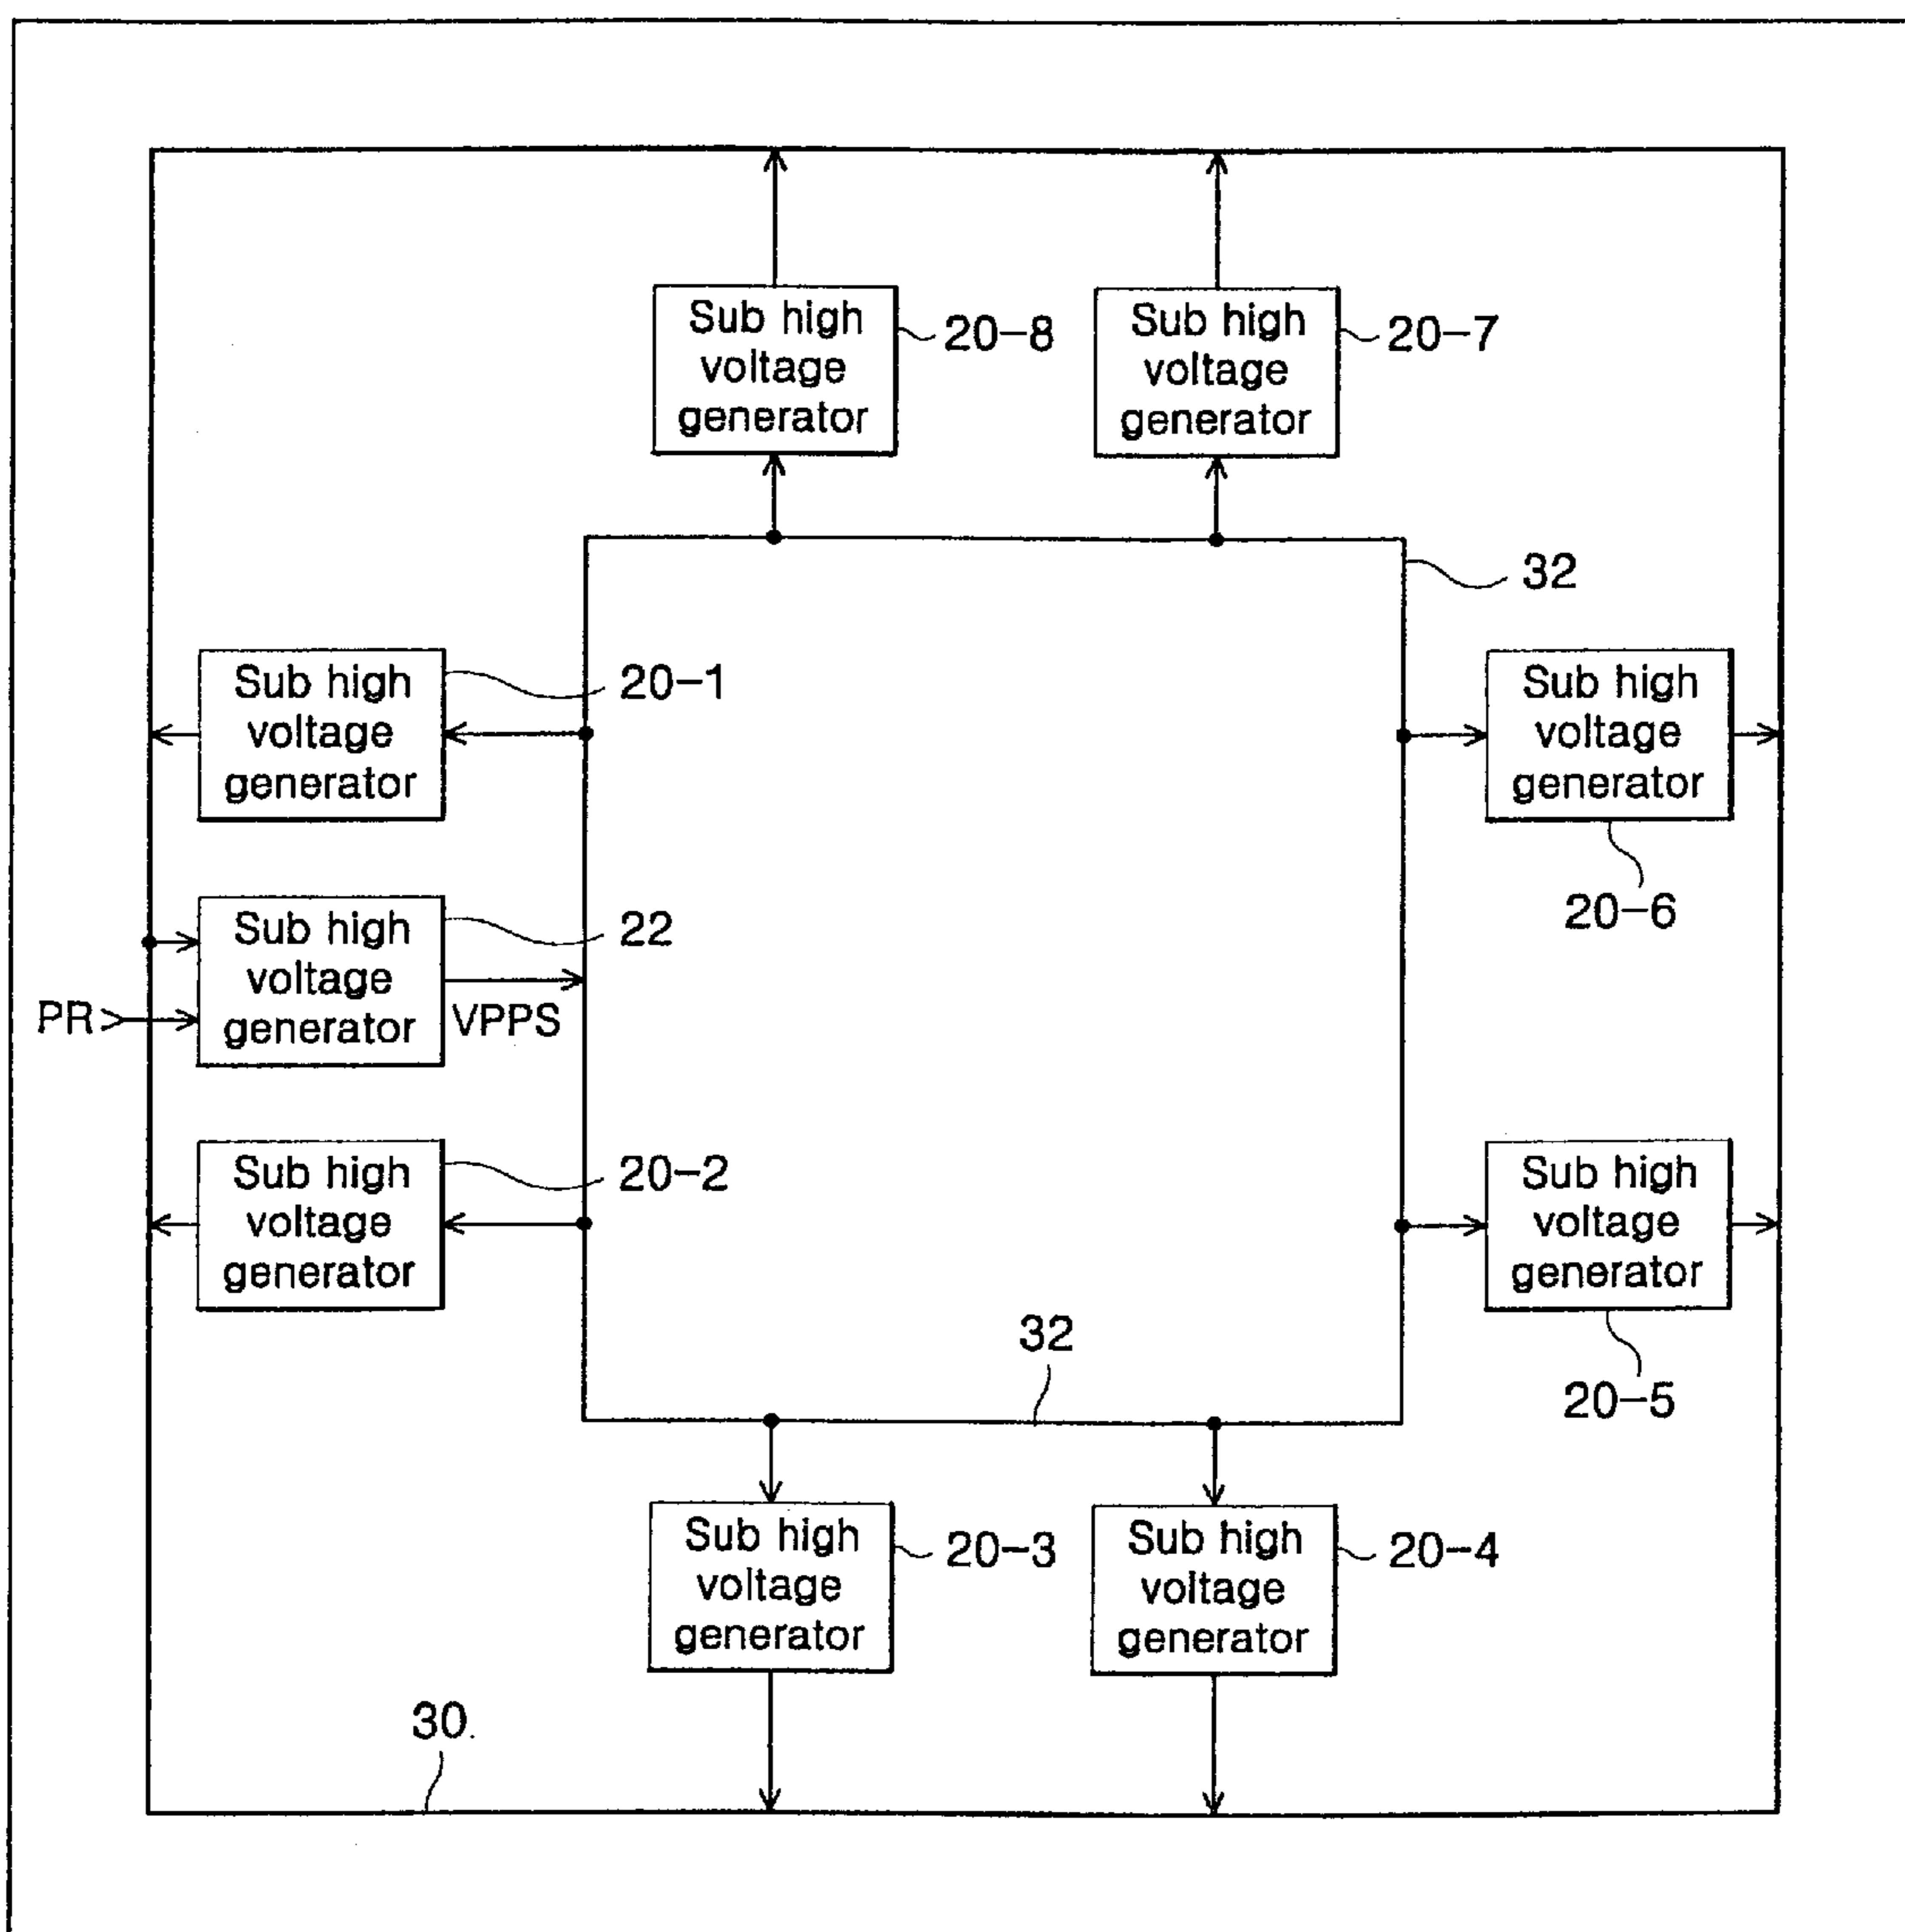 Sub high
voltage
generator
20-8
Sub high
voltage
generator
20-7
32
Sub high
voltage
generator
20-1
Sub high
voltage
generator
20-6
Sub high
voltage
generator
22
PR
VPPS
Sub high
voltage
generator
20-2
Sub high
voltage
generator
20-5
32
Sub high
voltage
generator
20-3
Sub high
voltage
generator
20-4
30